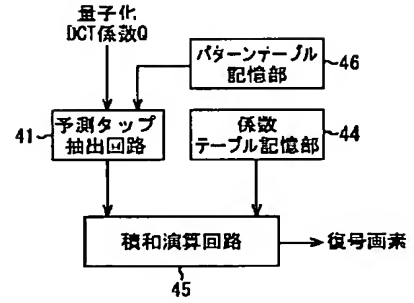 量子化
DCT係数Q
パターンテーブル
記憶部
46
41
予測タップ
抽出回路
係数
テーブル記憶部
44
積和演算回路
復号画素
45